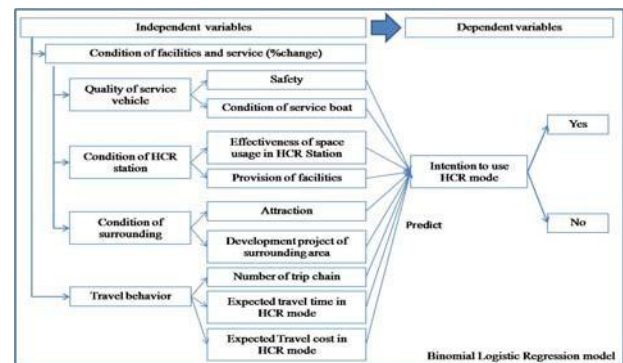 Independent variables
Dependent variables
Condition of facilities and service (%change)
Quality of service
vehicle
Safety
Condition of service boat
Condition of HCR
station
Effectiveness of space
usage in HCR Station
Provision of facilities
Condition of
surrounding
Attraction
Development project of
surrounding area
Travel behavior
Number of trip chain
Expected travel time in
HCR mode
Expected Travel cost in
HCR mode
Intention to use
HCR mode
Predict
Yes
No
Binomial Logistic Regression model